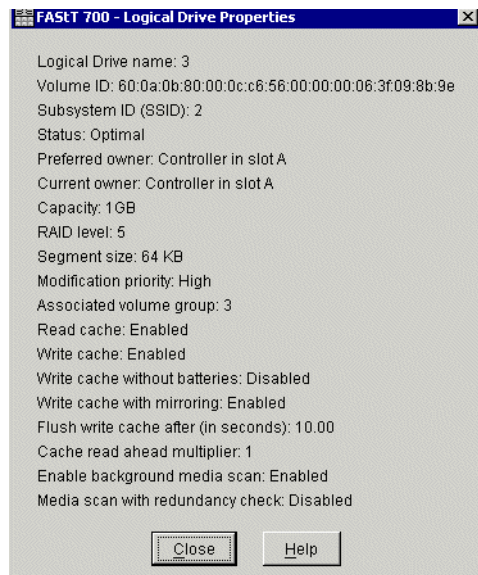 FAStT 700 - Logical Drive Properties
Logical Drive name: 3
Volume ID: 60:0a:0b:80:00:0c:c6:56:00:00:00:06:3f:09:8b:9e
Subsystem ID (SSID): 2
Status: Optimal
Preferred owner: Controller in slot A
Current owner: Controller in slot A
Capacity: 1GB
RAID level: 5
Segment size: 64 KB
Modification priority: High
Associated volume group: 3
Read cache: Enabled
Write cache: Enabled
Write cache without batteries: Disabled
Write cache with mirroring: Enabled
Flush write cache after (in seconds): 10.00
Cache read ahead multiplier: 1
Enable background media scan: Enabled
Media scan with redundancy check: Disabled
Close Help